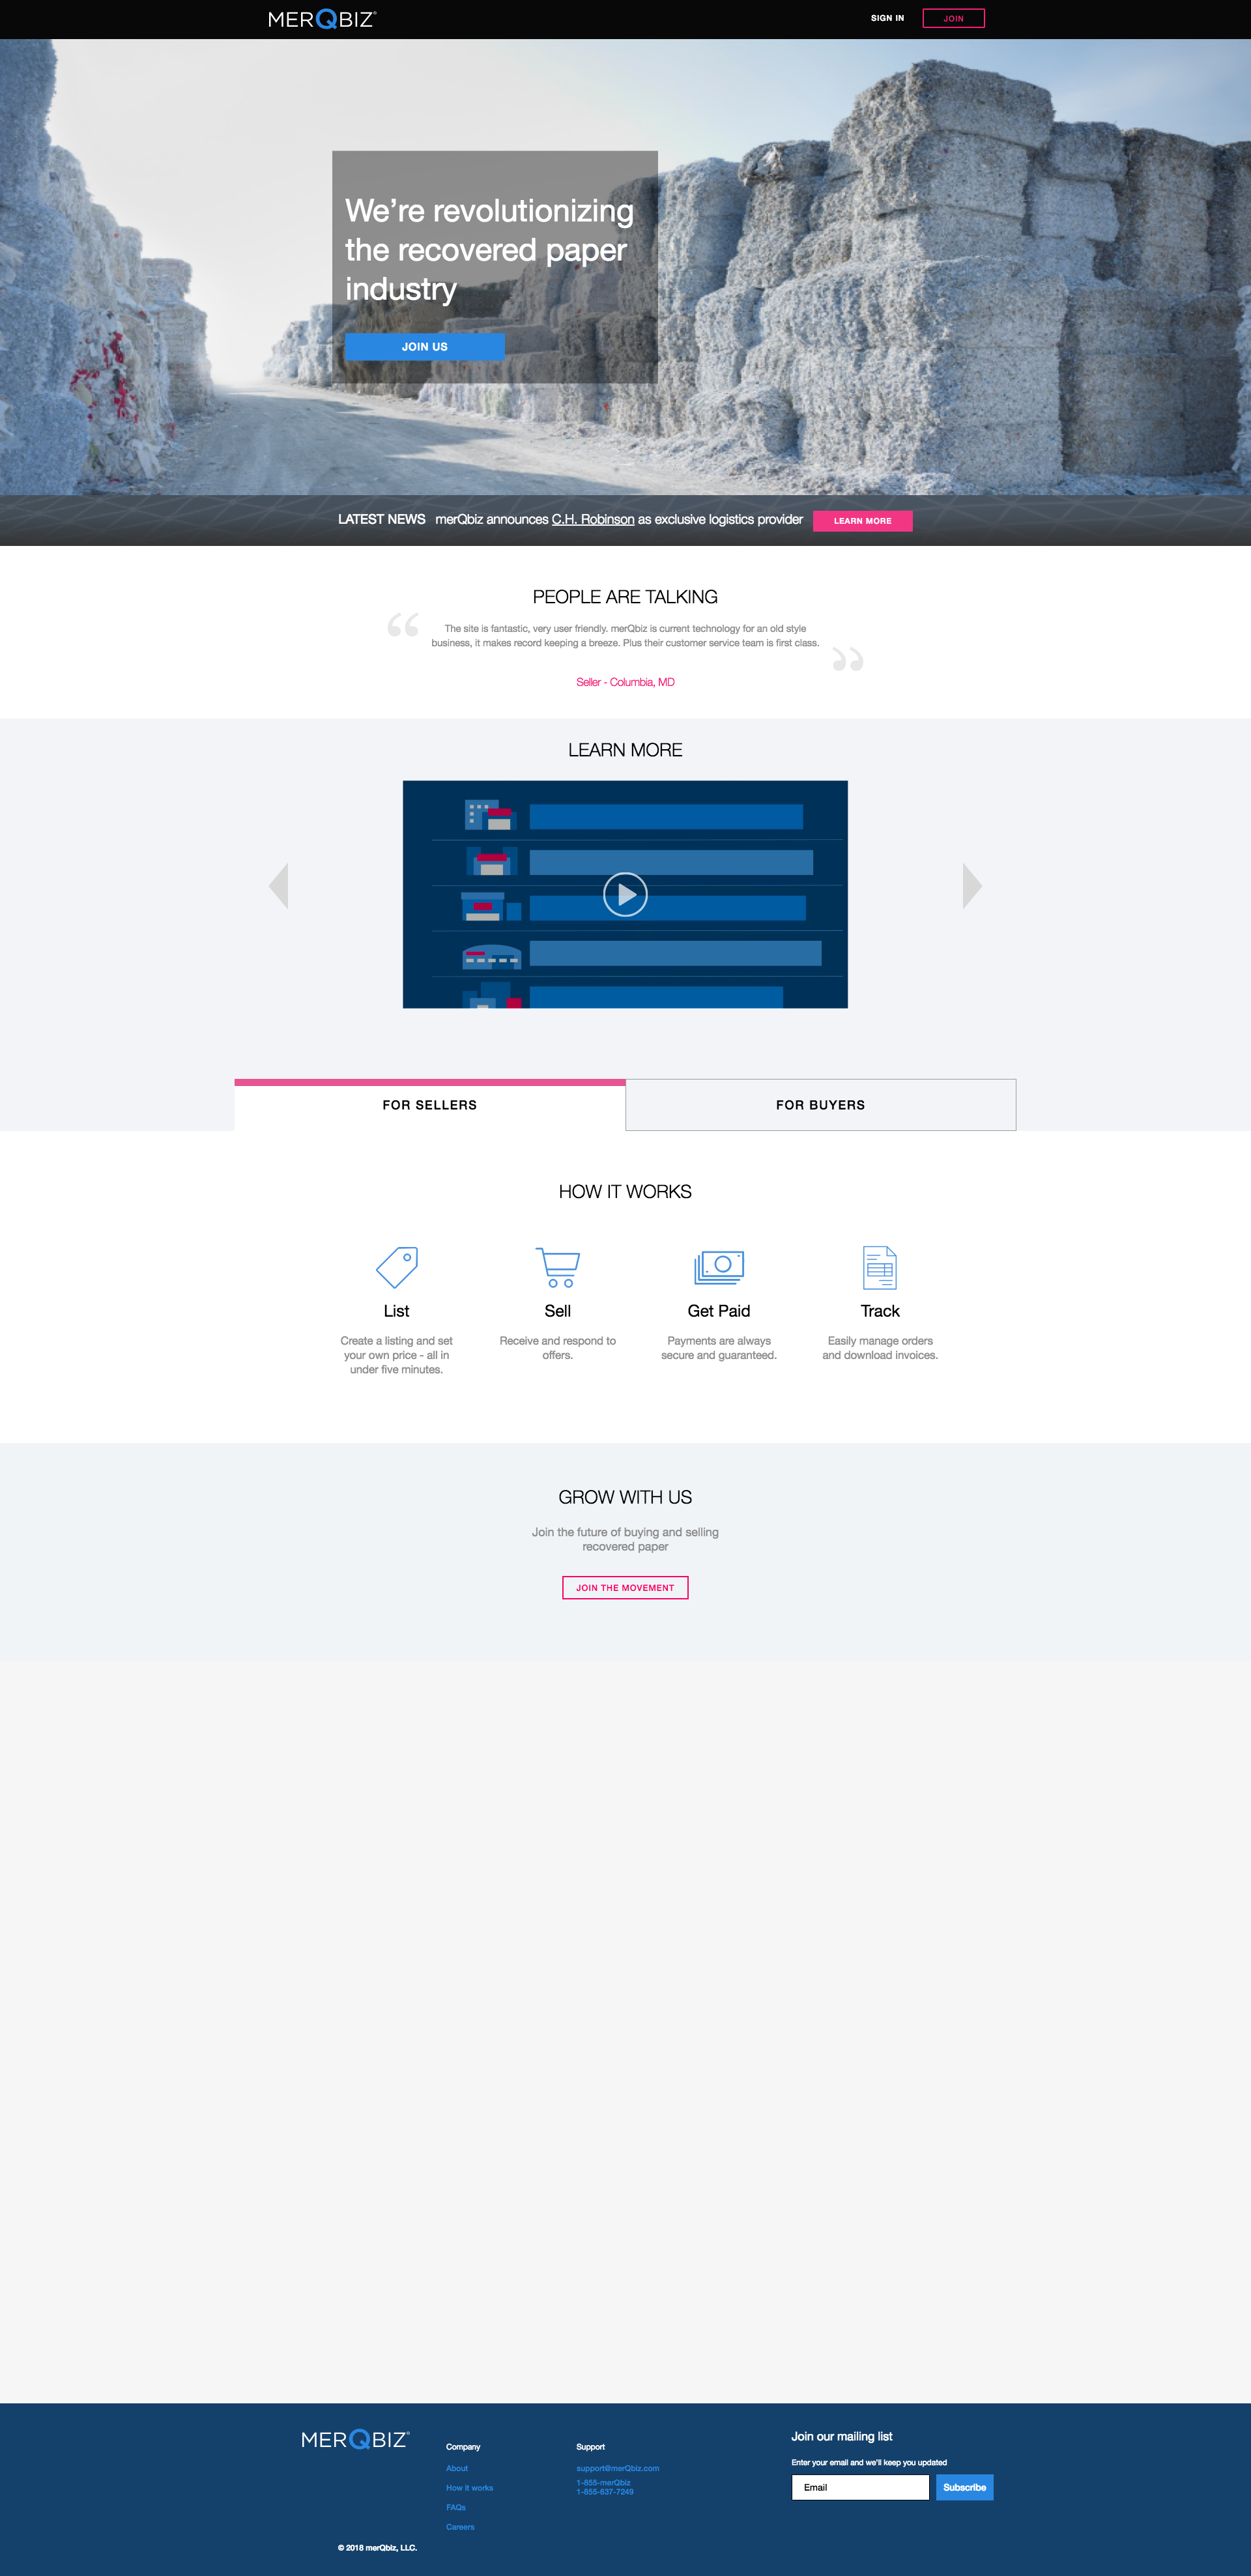 MERQBIZ®
SIGN IN
JOIN
We're revolutionizing
the recovered paper
industry
JOIN US
LATEST NEWS merQbiz announces C.H. Robinson as exclusive logistics provider
LEARN MORE
PEOPLE ARE TALKING
“
The site is fantastic, very user friendly. merQbiz is current technology for an old style
business, it makes record keeping a breeze. Plus their customer service team is first class.
”
Seller - Columbia, MD
LEARN MORE
FOR SELLERS
FOR BUYERS
HOW IT WORKS
List
Create a listing and set
your own price - all in
under five minutes.
Sell
Receive and respond to
offers.
Get Paid
Payments are always
secure and guaranteed.
Track
Easily manage orders
and download invoices.
GROW WITH US
Join the future of buying and selling
recovered paper
JOIN THE MOVEMENT
MERQBIZ®
Company
About
How it works
FAQs
Careers
Support
support@merQbiz.com
1-855-merQbiz
1-855-637-7249
Join our mailing list
Enter your email and we'll keep you updated
Email
Subscribe
© 2018 merQbiz, LLC.